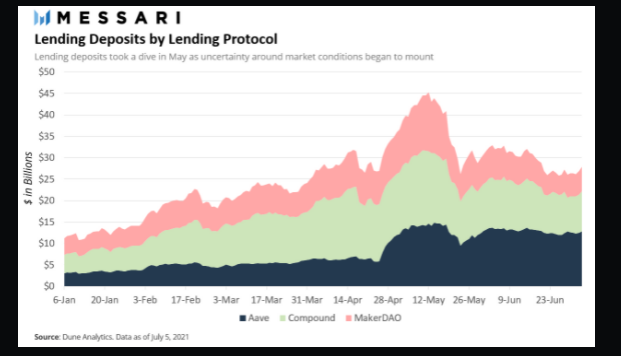 MESSARI
Lending Deposits by Lending Protocol
Lending deposits took a dive in May as uncertainty around market conditions began to mount
$50
$45
$40
$35
$30
$25
$20
$15
$10
$5
$0
$ in Billions
6-Jan 20-Jan 3-Feb 17-Feb 3-Mar 17-Mar 31-Mar 14-Apr 28-Apr 12-May 26-May 9-Jun 23-Jun
Aave Compound MakerDAO
Source: Dune Analytics. Data as of July 5, 2021